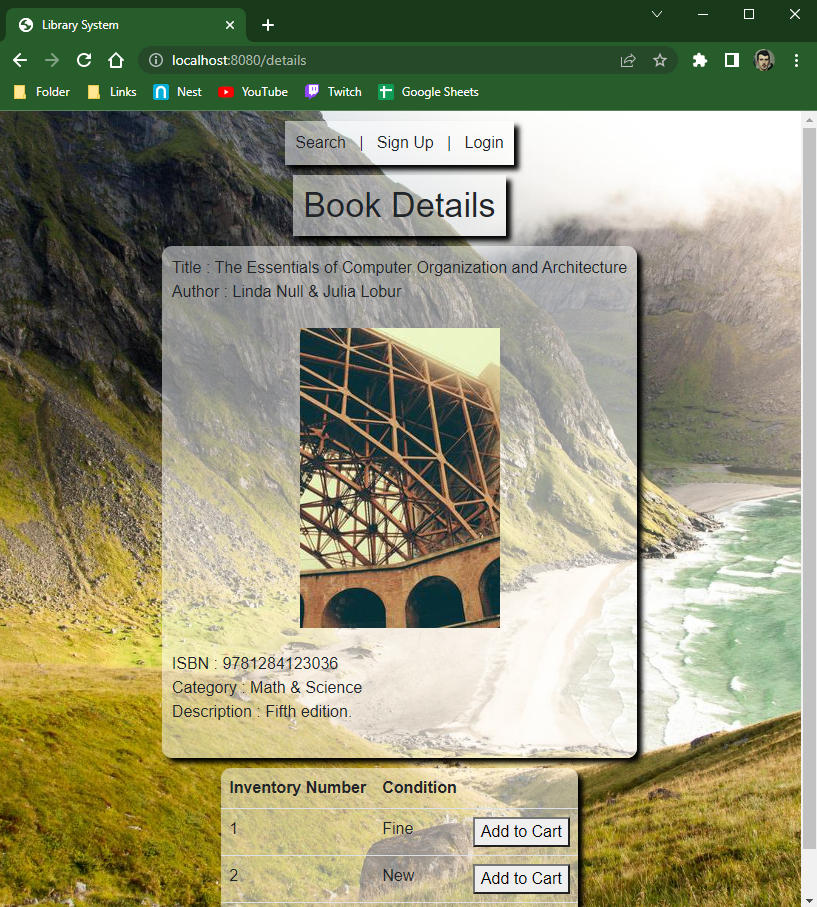 Library System
localhost:8080/details
Folder Links Nest YouTube Twitch Google Sheets
Search | Sign Up | Login
Book Details
Title : The Essentials of Computer Organization and Architecture
Author : Linda Null & Julia Lobur
ISBN : 9781284123036
Category : Math & Science
Description : Fifth edition.
Inventory Number Condition
1 Fine Add to Cart
2 New Add to Cart